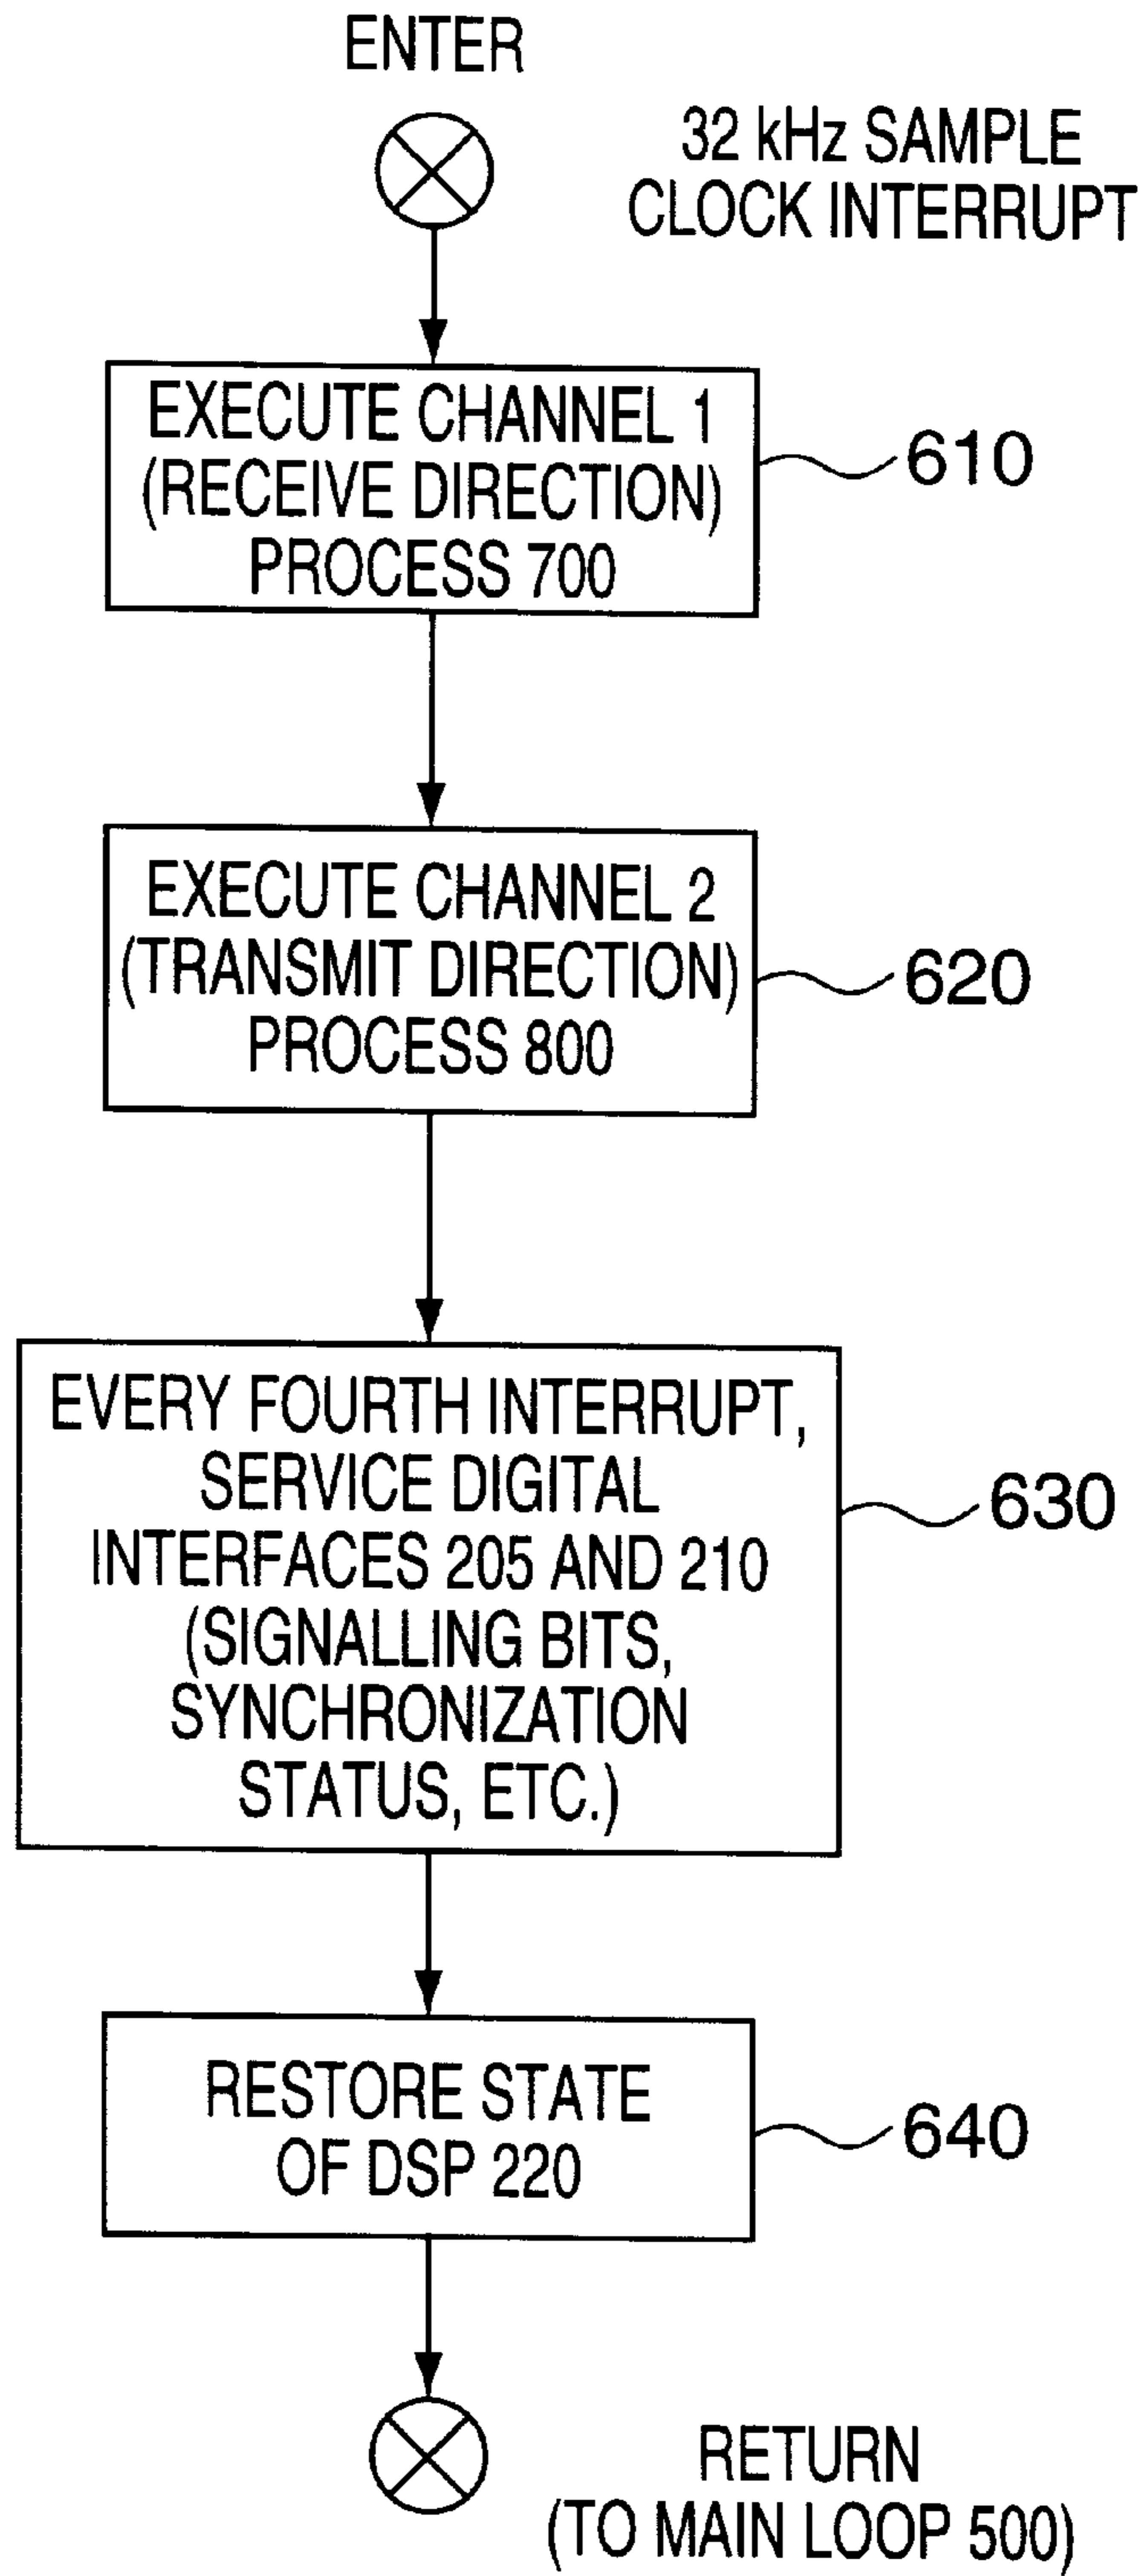 ENTER
32 kHz SAMPLE
CLOCK INTERRUPT
EXECUTE CHANNEL 1
(RECEIVE DIRECTION)
PROCESS 700
610
EXECUTE CHANNEL 2
(TRANSMIT DIRECTION)
PROCESS 800
620
EVERY FOURTH INTERRUPT,
SERVICE DIGITAL
INTERFACES 205 AND 210
(SIGNALLING BITS,
SYNCHRONIZATION
STATUS, ETC.)
630
RESTORE STATE
OF DSP 220
640
RETURN
(TO MAIN LOOP 500)